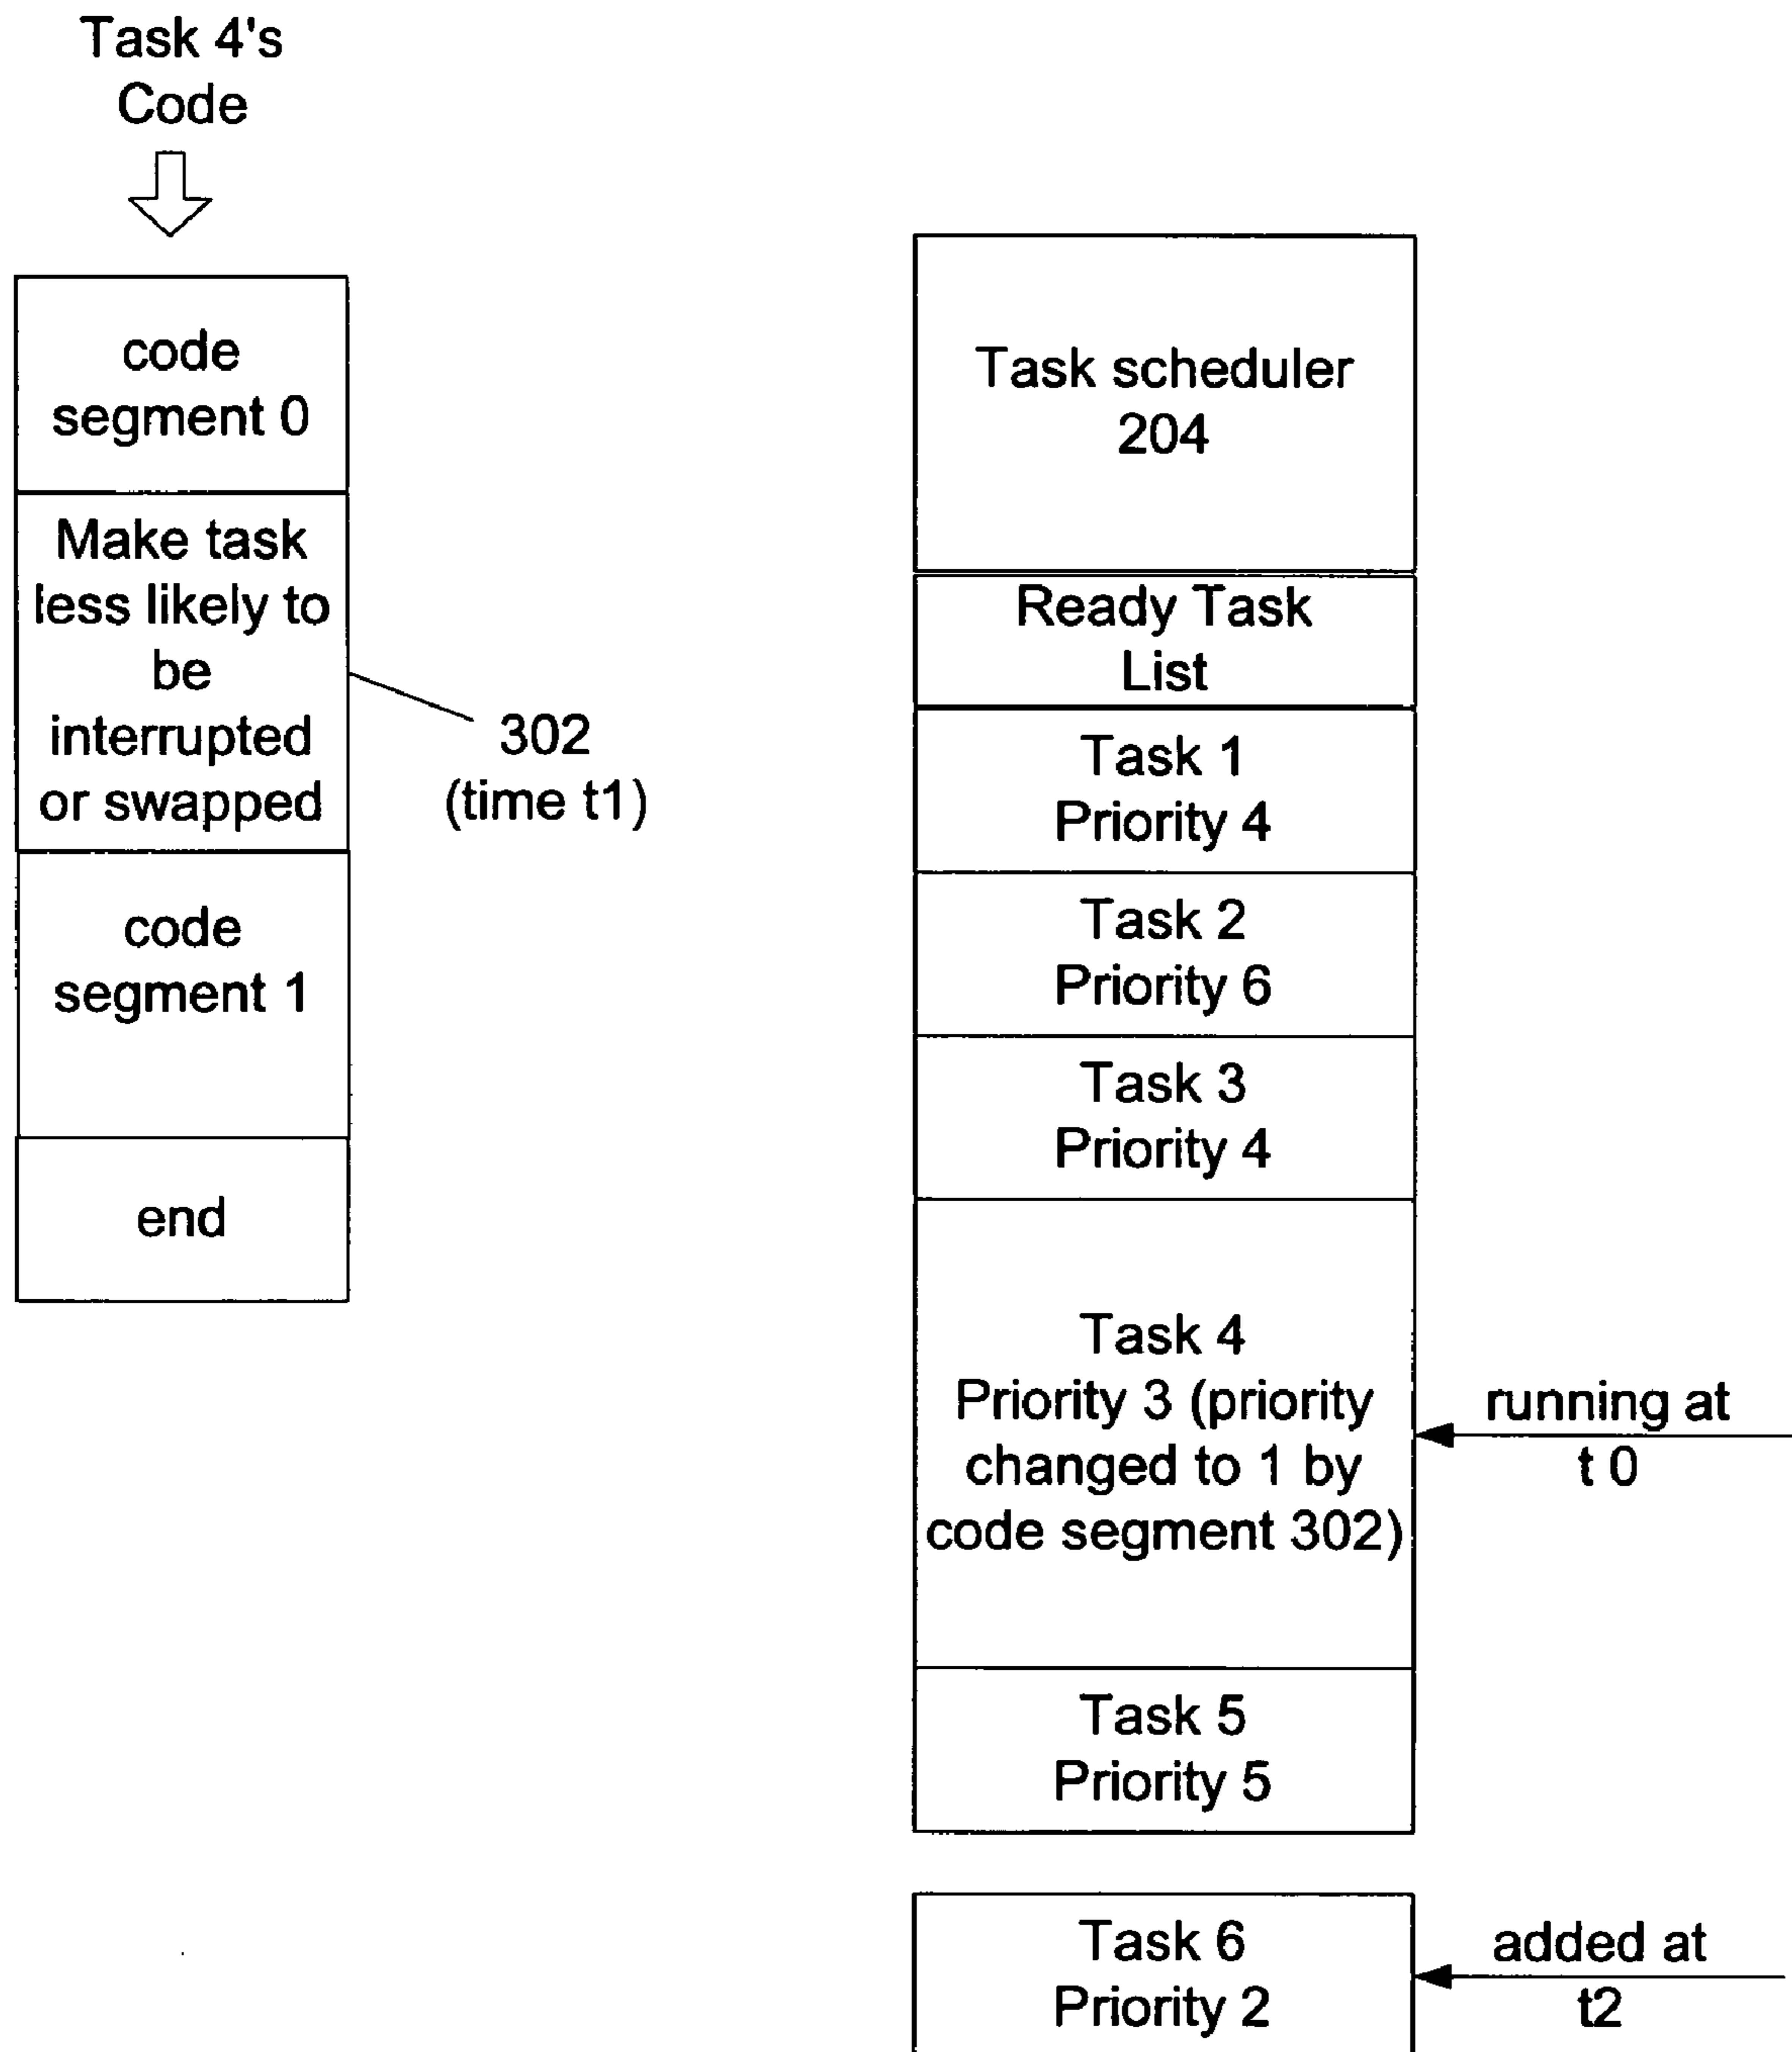 Task 4's
Code
code
segment 0
Make task
less likely to
be
interrupted
or swapped
302
(time t1)
code
segment 1
end
Task scheduler
204
Ready Task
List
Task 1
Priority 4
Task 2
Priority 6
Task 3
Priority 4
Task 4
Priority 3 (priority
changed to 1 by
code segment 302)
running at
t 0
Task 5
Priority 5
Task 6
Priority 2
added at
t2